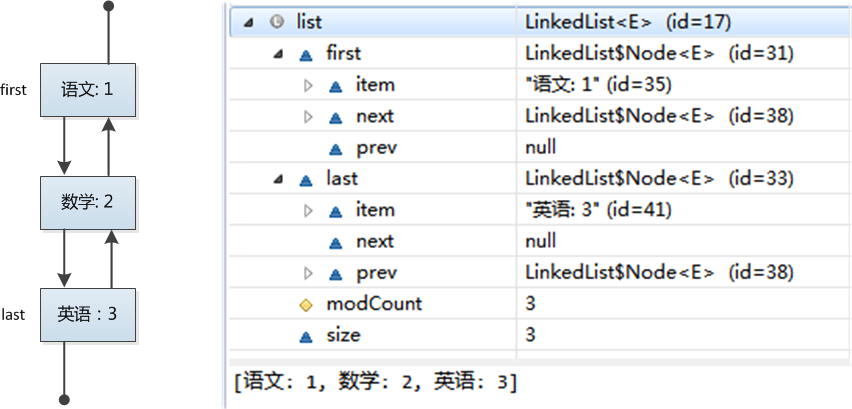 first
语文: 1
数学: 2
last
英语：3
list LinkedList<E> (id=17)
first LinkedList$Node<E> (id=31)
item "语文: 1" (id=35)
next LinkedList$Node<E> (id=38)
prev null
last LinkedList$Node<E> (id=33)
item "英语: 3" (id=41)
next null
prev LinkedList$Node<E> (id=38)
modCount 3
size 3
[语文: 1, 数学: 2, 英语: 3]